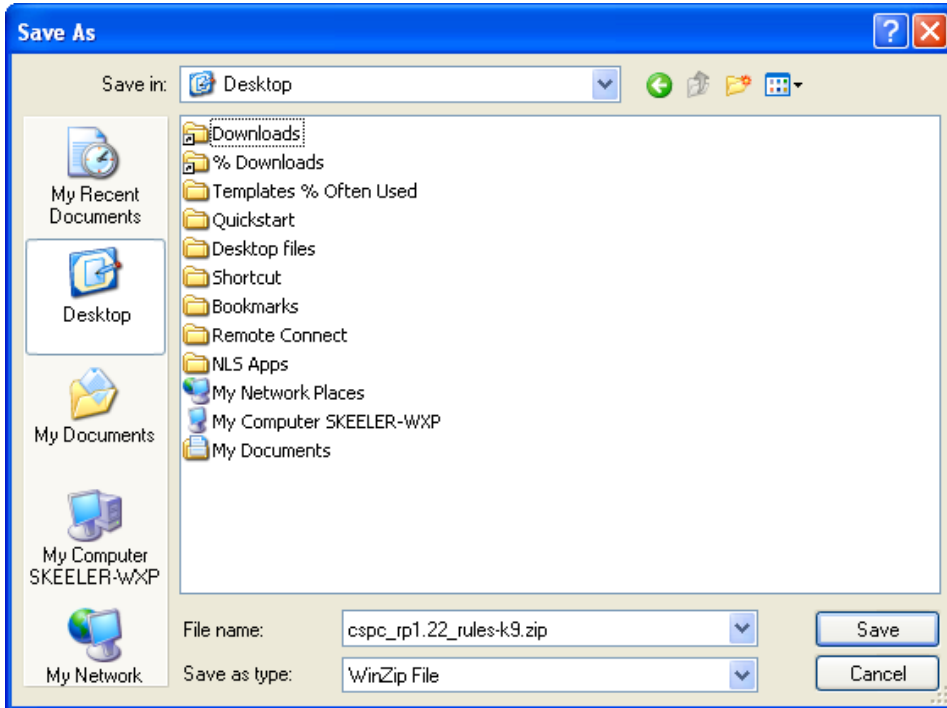 Save As
Save in: Desktop
My Recent
Documents
Desktop
My Documents
My Computer
SKEELER-WXP
My Network
Downloads
% Downloads
Templates % Often Used
Quickstart
Desktop files
Shortcut
Bookmarks
Remote Connect
NLS Apps
My Network Places
My Computer SKEELER-WXP
My Documents
File name: cspc_rp1.22_rules-k9.zip Save
Save as type: WinZip File Cancel